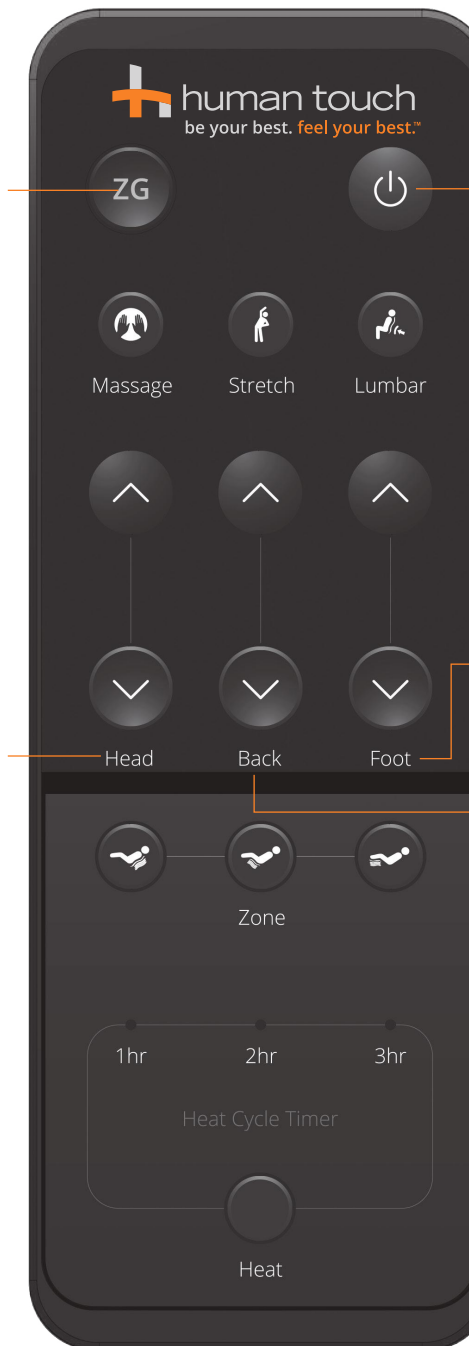 human touch
be your best. feel your best.™
ZG
Massage Stretch Lumbar
Head Back Foot
Zone
1hr 2hr 3hr
Heat Cycle Timer
Heat